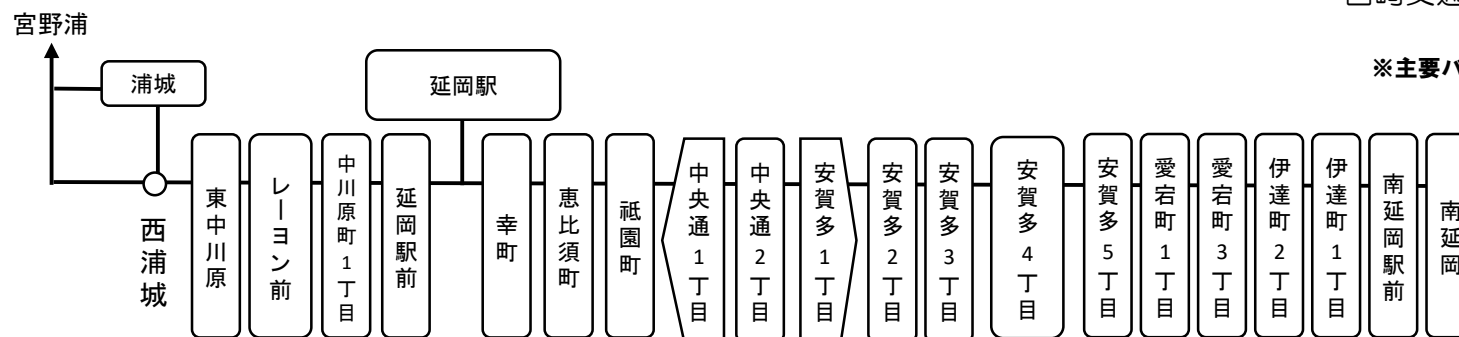 宮野浦
※主要バ
浦城
延岡駅
西浦城
東中川原
レーヨン前
中川原町1丁目
延岡駅前
幸町
恵比須町
祗園町
中央通1丁目
中央通2丁目
安賀多1丁目
安賀多2丁目
安賀多3丁目
安賀多4丁目
安賀多5丁目
愛宕町1丁目
愛宕町3丁目
伊達町2丁目
伊達町1丁目
南延岡駅前
南延岡